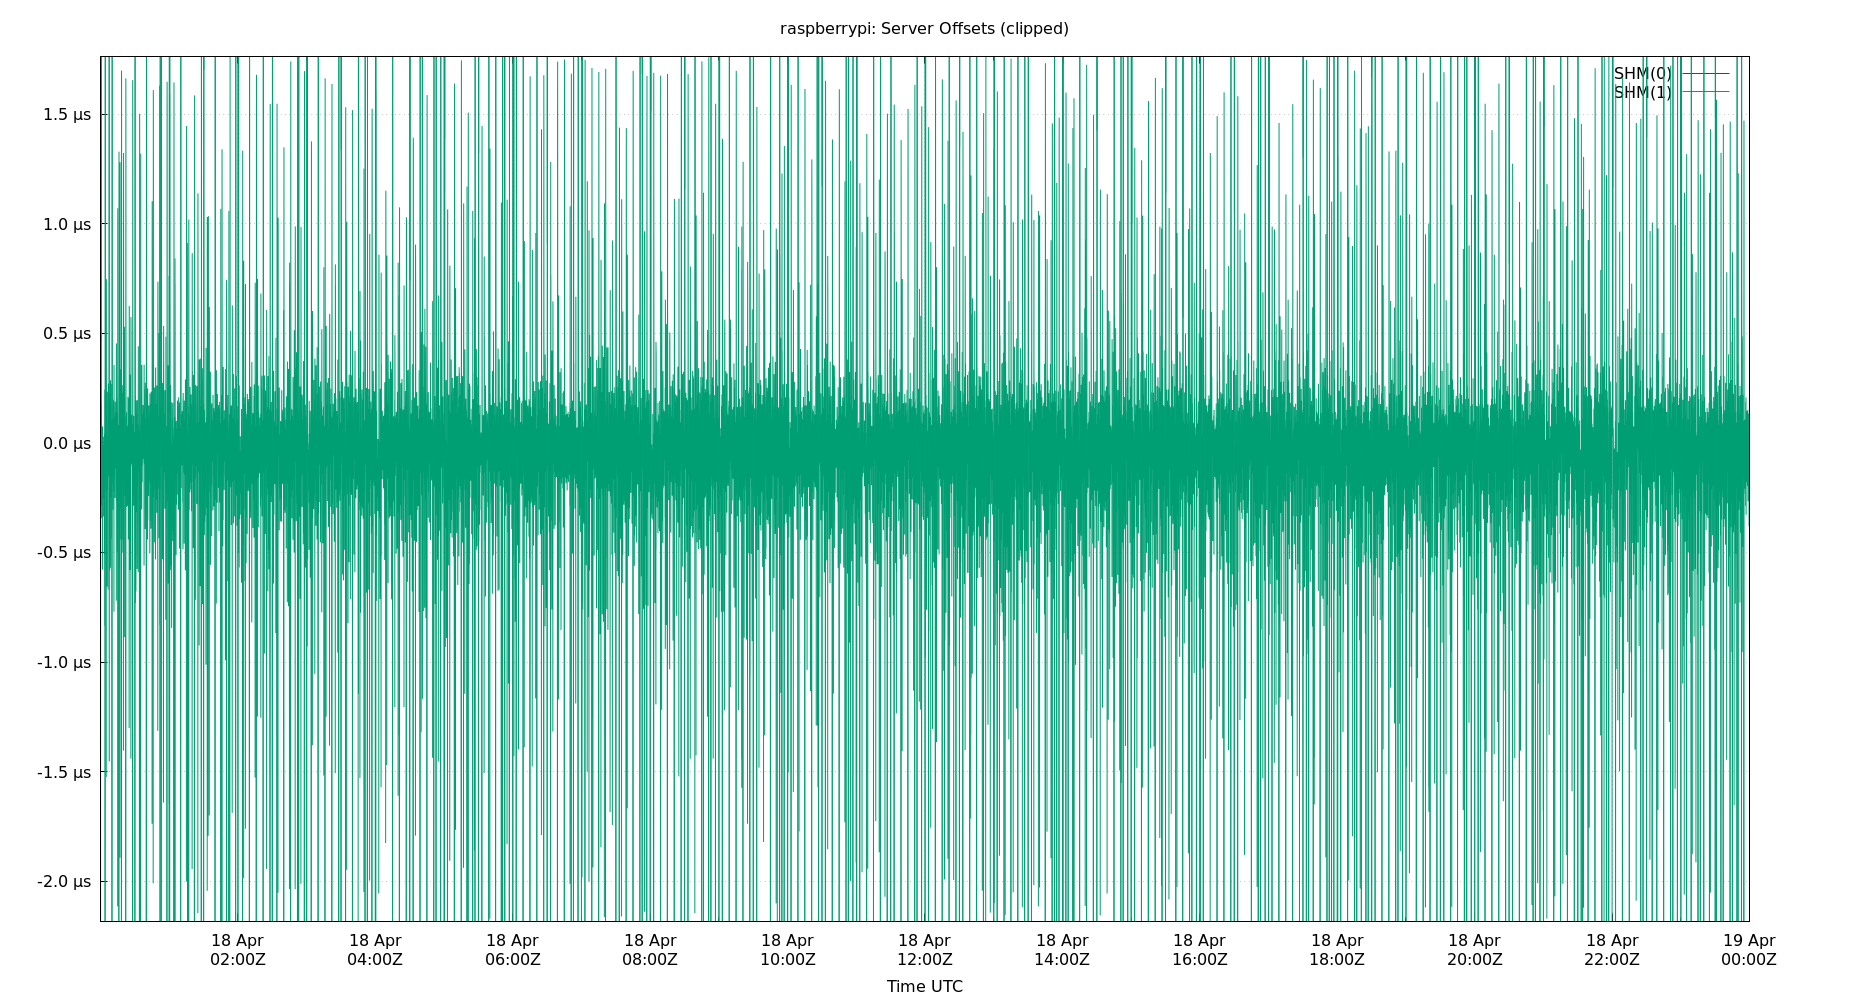 raspberrypi: Server Offsets (clipped)
SHM(0)
SHM(1)
1.5 µs
1.0 µs
0.5 µs
0.0 µs
-0.5 µs
-1.0 µs
-1.5 µs
-2.0 µs
18 Apr 18 Apr 18 Apr 18 Apr 18 Apr 18 Apr 18 Apr 18 Apr 18 Apr 18 Apr 18 Apr 19 Apr
02:00Z 04:00Z 06:00Z 08:00Z 10:00Z 12:00Z 14:00Z 16:00Z 18:00Z 20:00Z 22:00Z 00:00Z
Time UTC